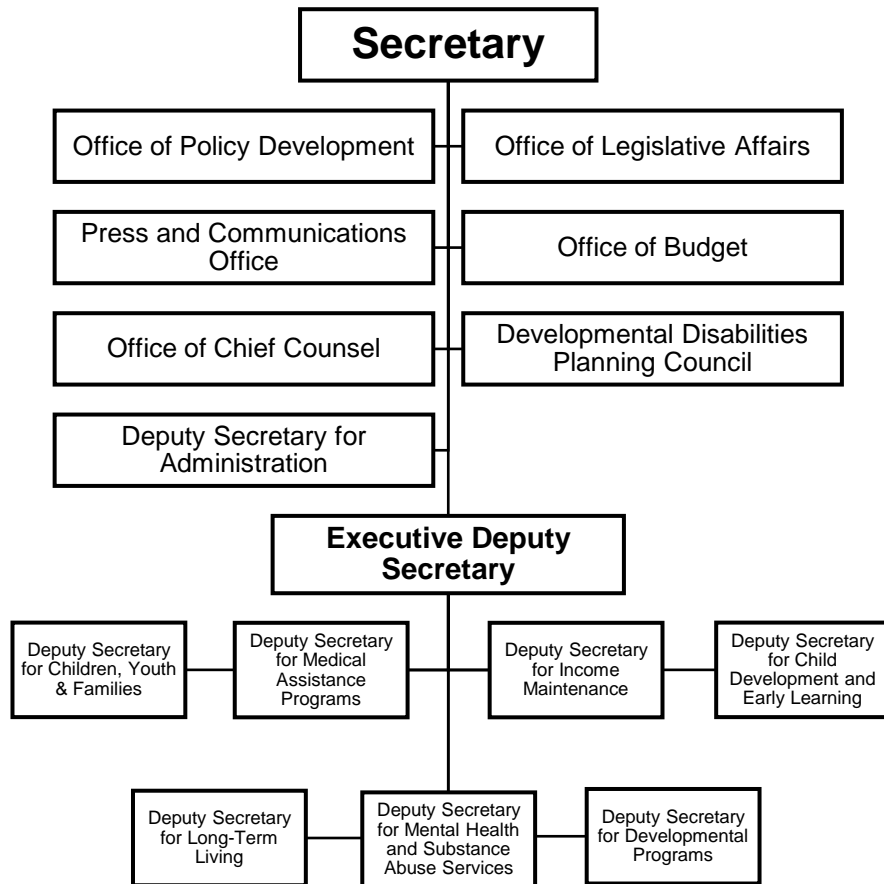 Secretary
Office of Policy Development
Office of Legislative Affairs
Press and Communications
Office
Office of Budget
Office of Chief Counsel
Developmental Disabilities
Planning Council
Deputy Secretary for
Administration
Executive Deputy
Secretary
Deputy Secretary
for Children, Youth
& Families
Deputy Secretary
for Medical
Assistance
Programs
Deputy Secretary
for Income
Maintenance
Deputy Secretary
for Child
Development and
Early Learning
Deputy Secretary
for Long-Term
Living
Deputy Secretary
for Mental Health
and Substance
Abuse Services
Deputy Secretary
for Developmental
Programs